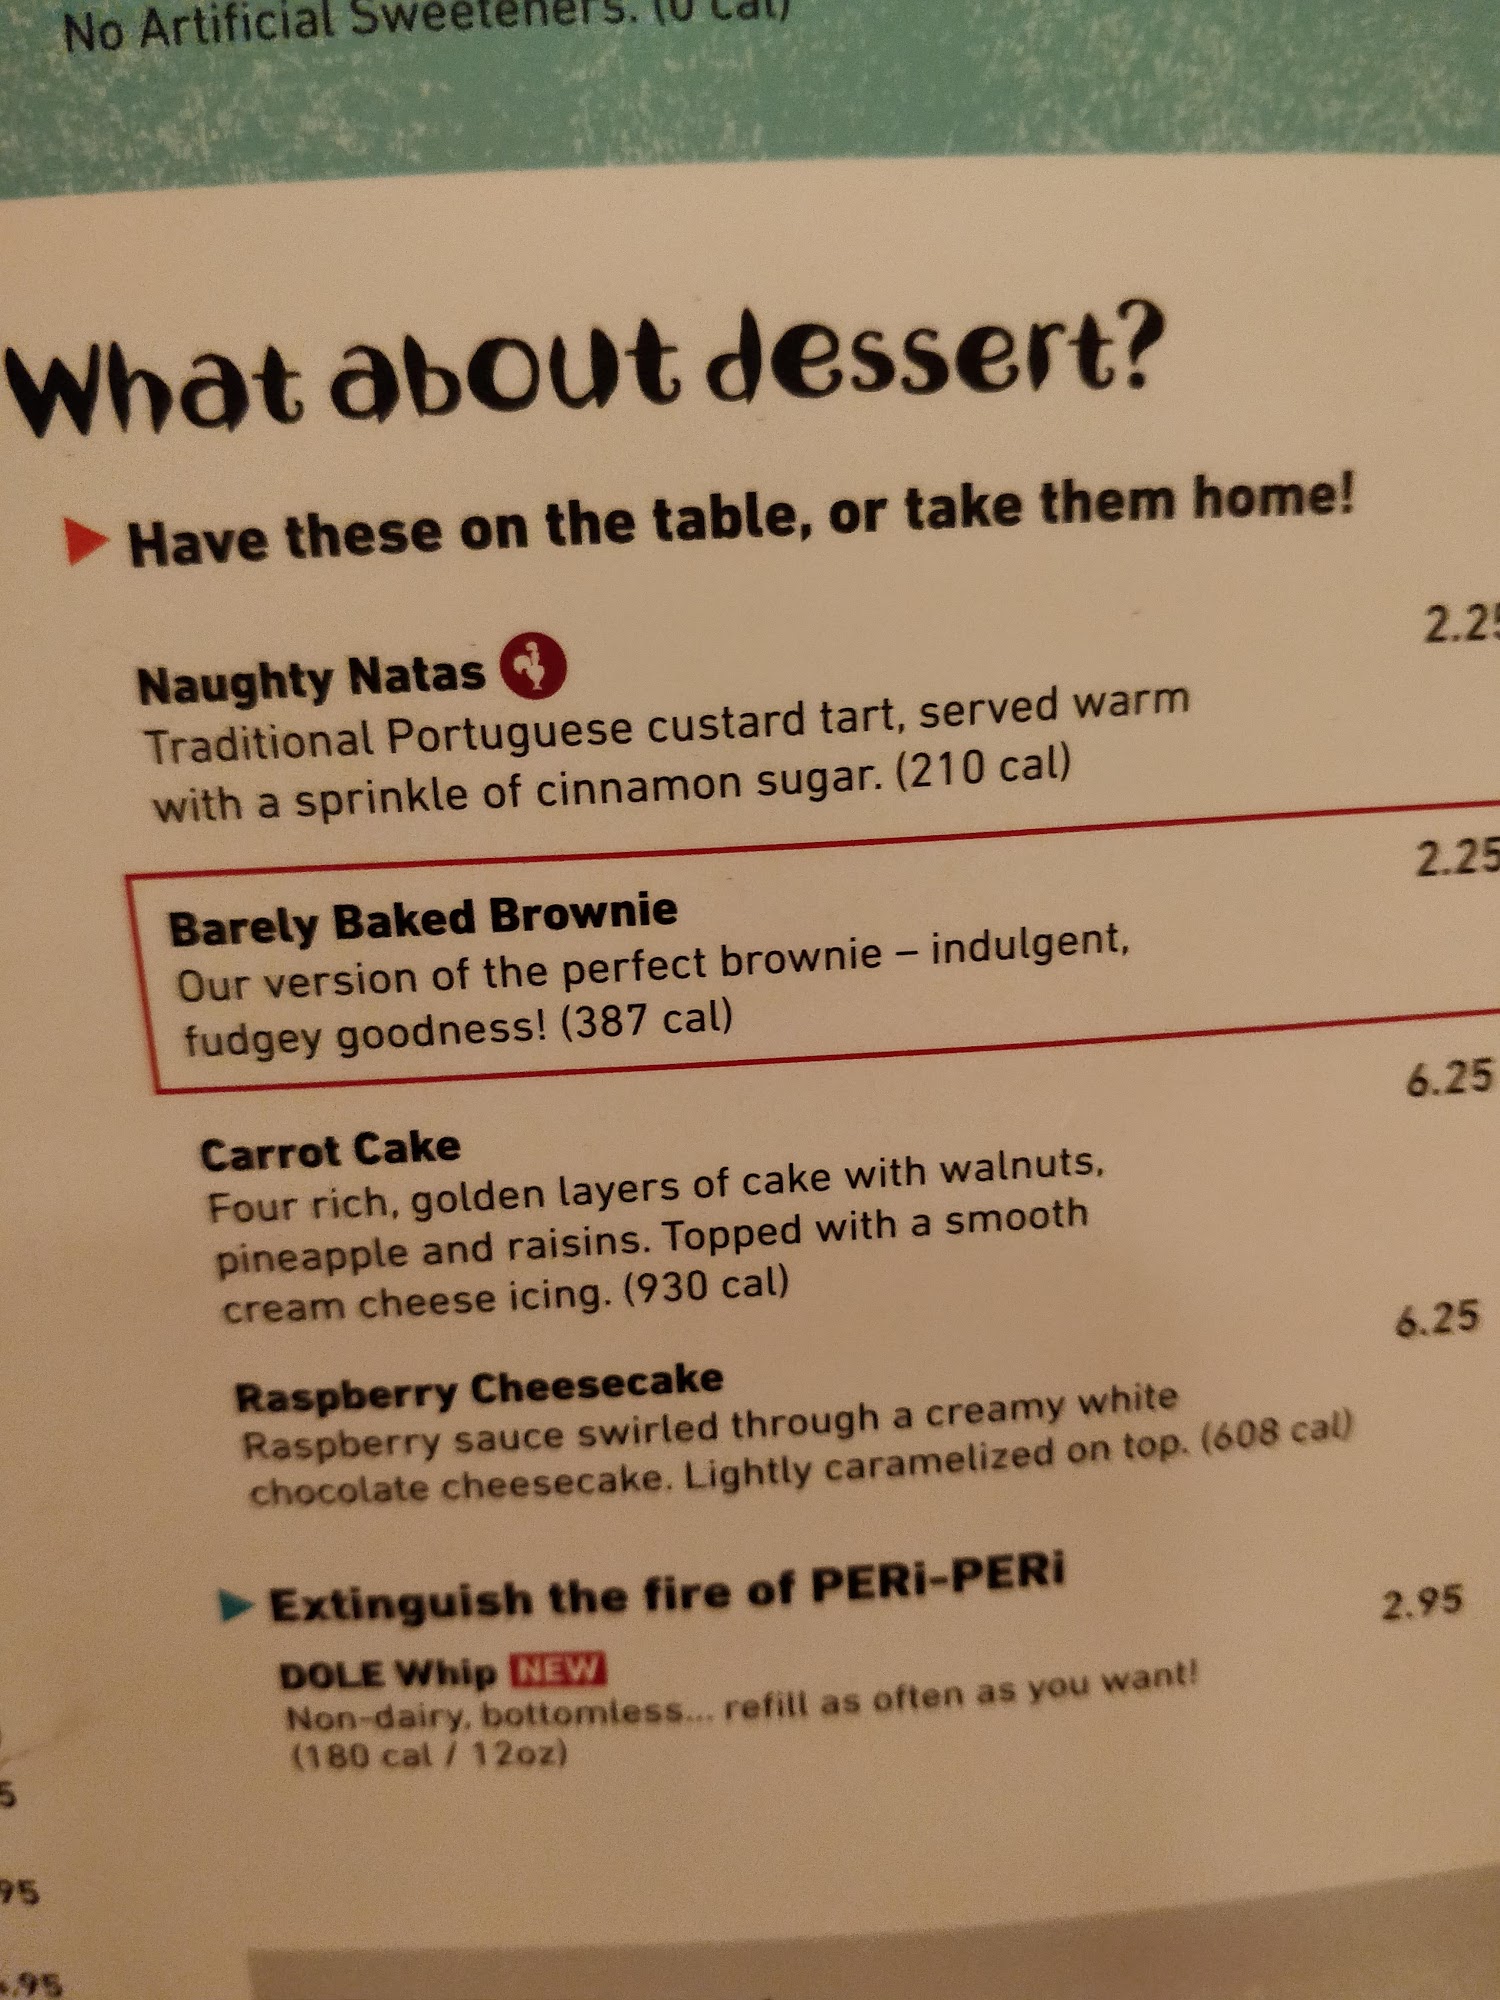 No Artificial Sweeteners. (0 cal)
What about dessert?
Have these on the table, or take them home!
Naughty Natas 2.25
Traditional Portuguese custard tart, served warm
with a sprinkle of cinnamon sugar. (210 cal)
Barely Baked Brownie 2.25
Our version of the perfect brownie – indulgent,
fudgey goodness! (387 cal)
Carrot Cake 6.25
Four rich, golden layers of cake with walnuts,
pineapple and raisins. Topped with a smooth
cream cheese icing. (930 cal)
Raspberry Cheesecake 6.25
Raspberry sauce swirled through a creamy white
chocolate cheesecake. Lightly caramelized on top. (608 cal)
Extinguish the fire of PERi-PERi
DOLE Whip NEW 2.95
Non-dairy, bottomless... refill as often as you want!
(180 cal / 12oz)
5
95
.95